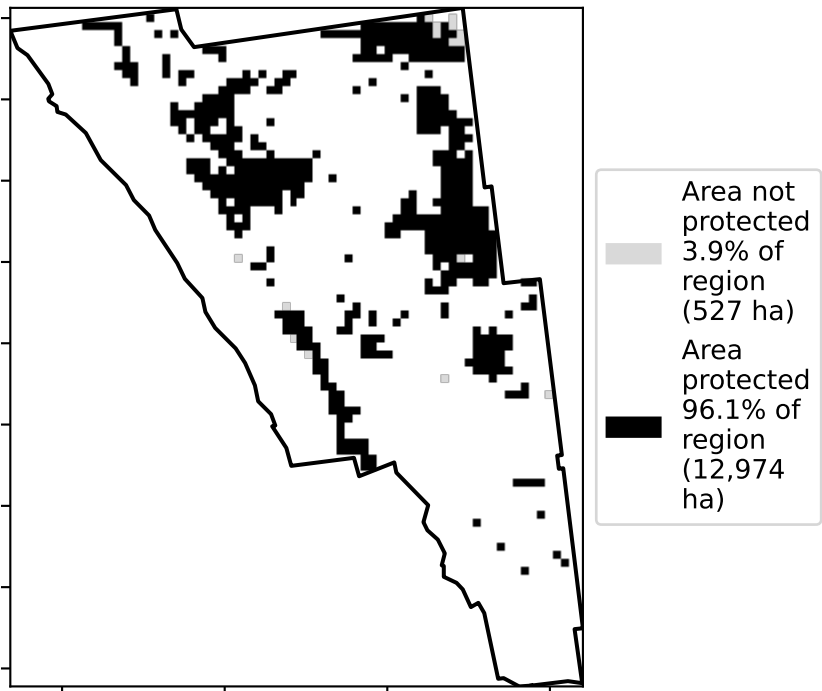 Area not
protected
3.9% of
region
(527 ha)
Area
protected
96.1% of
region
(12,974
ha)